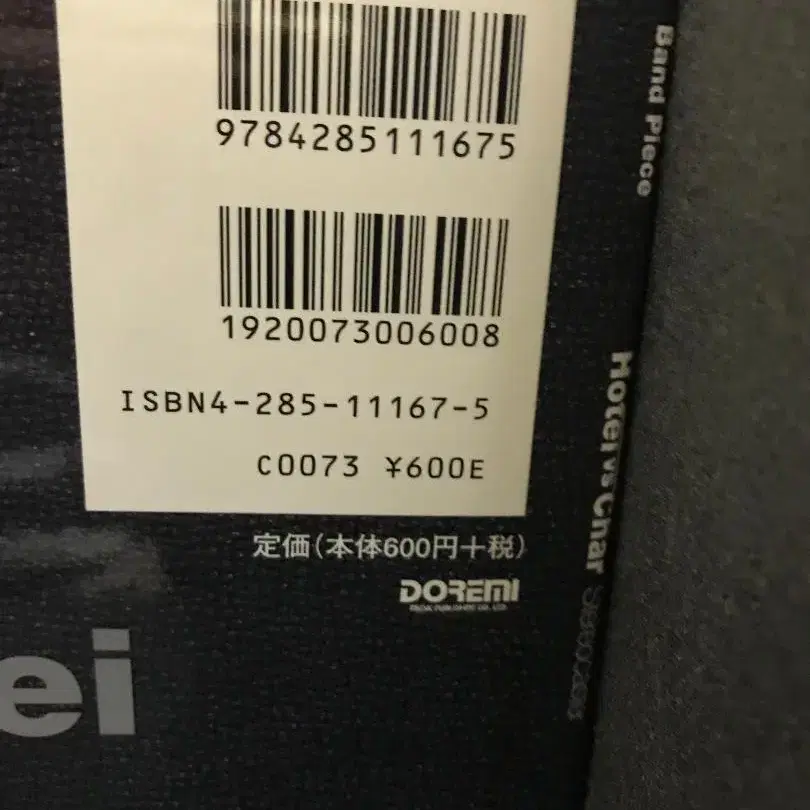 9784285111675
1920073006008
ISBN4-285-11167-5
C0073 ¥600E
定価(本体600円+税)
DOREMI
ei
Band Piece
Hotei vs Char